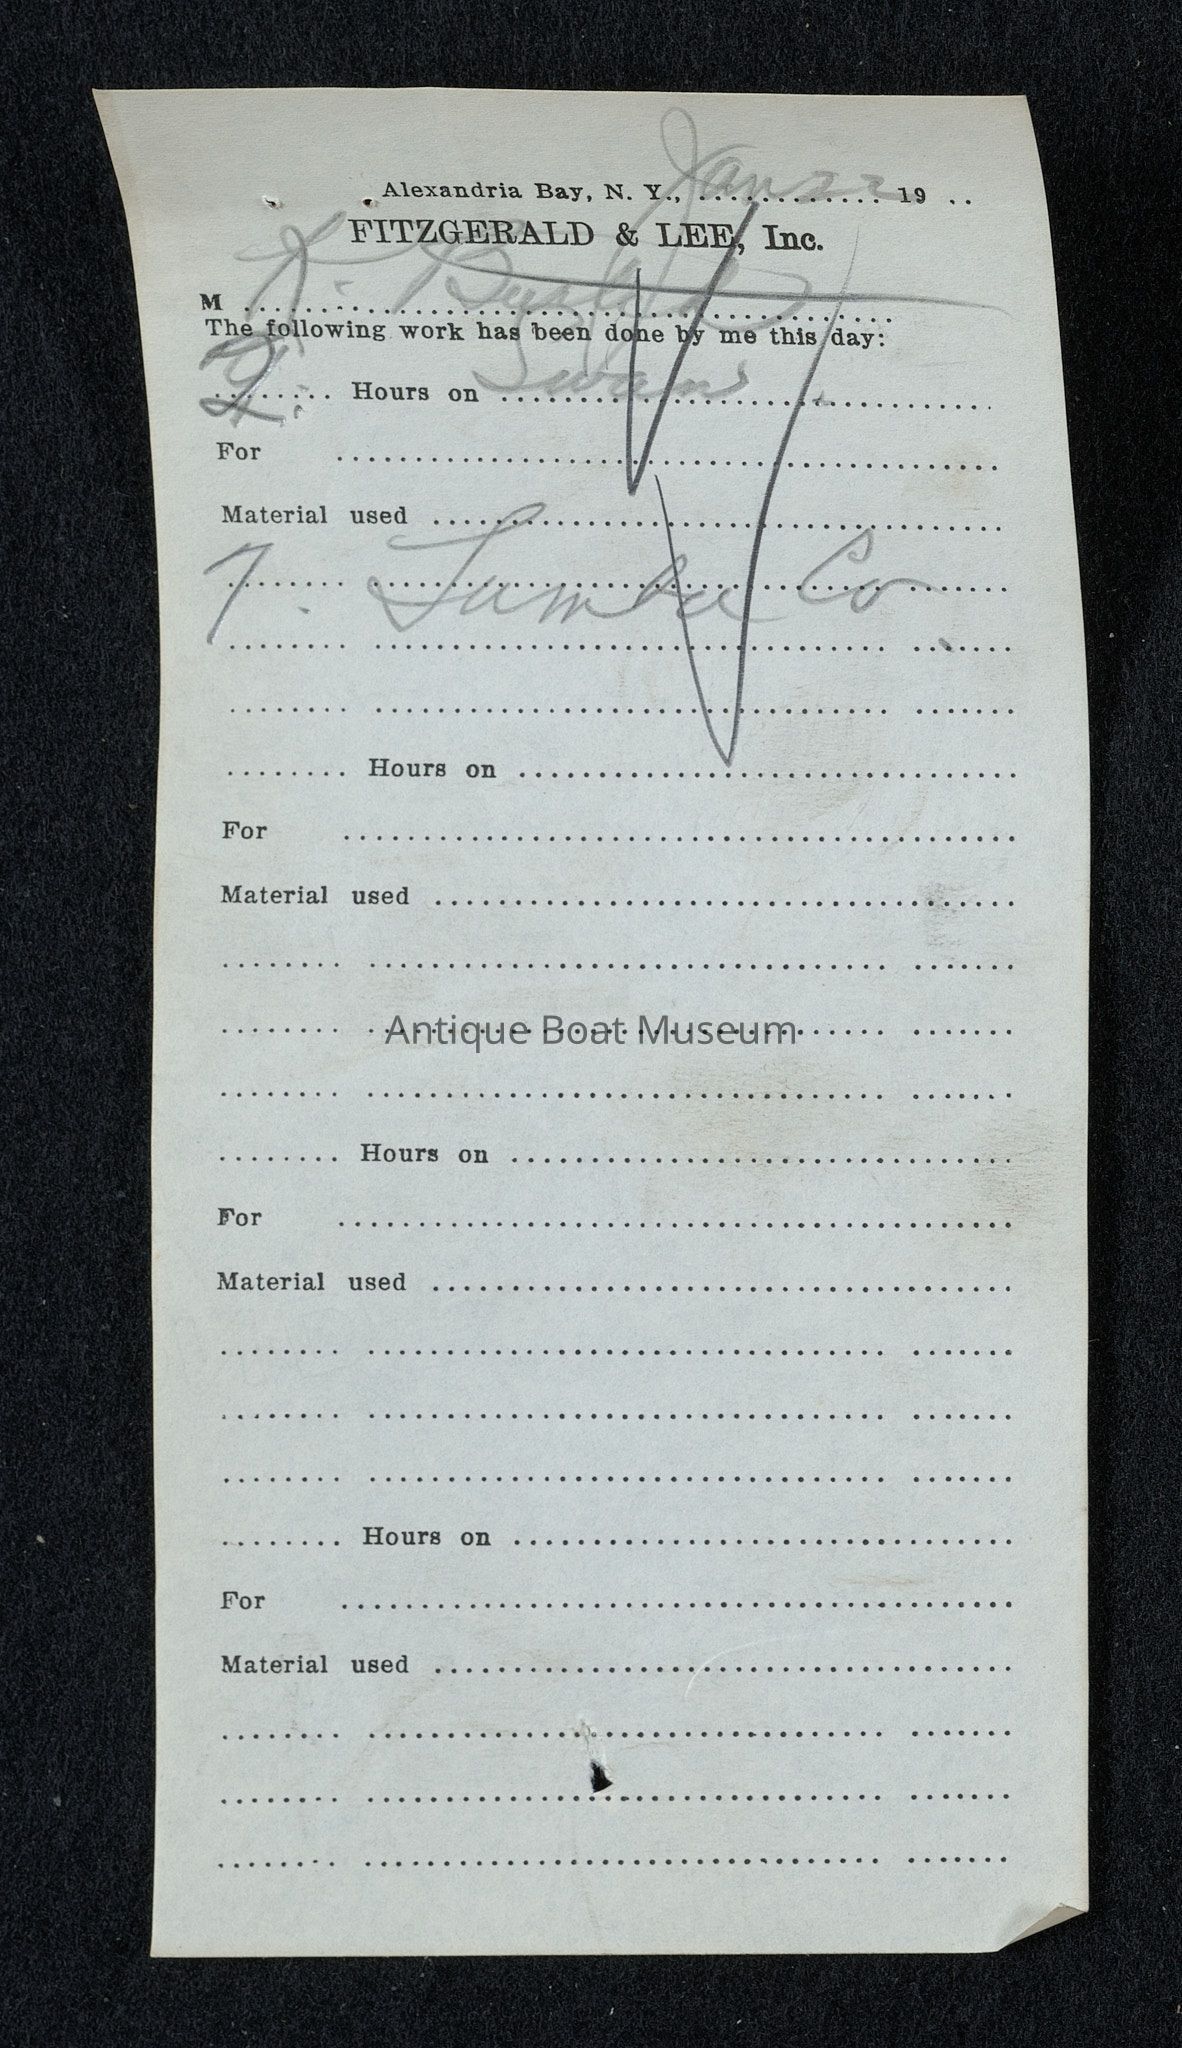 Alexandria Bay, N. Y., Jan 22 19 ..
FITZGERALD & LEE, Inc.
M K.
The following work has been done by me this day:
2. Hours on Swans
For
Material used
7. Lumber Co
Hours on
For
Material used
Antique Boat Museum
Hours on
For
Material used
Hours on
For
Material used